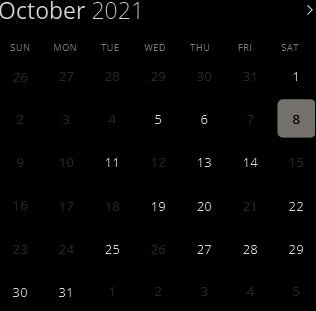 October 2021
SUN MON TUE WED THU FRI SAT
26 27 28 29 30 31 1
2 3 4 5 6 7 8
9 10 11 12 13 14 15
16 17 18 19 20 21 22
23 24 25 26 27 28 29
30 31 1 2 3 4 5